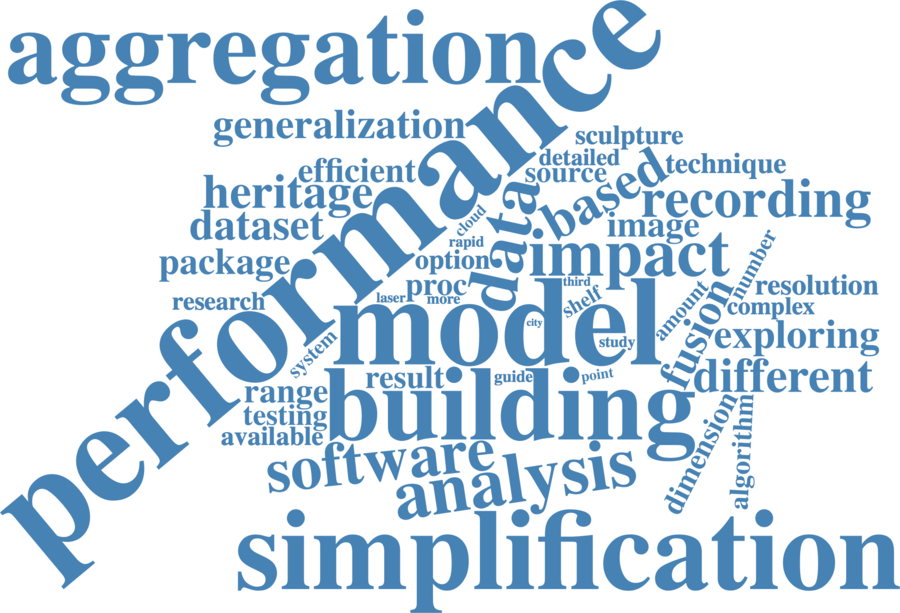 aggregation
performance
generalization
sculpture
detailed
efficient
source
technique
heritage
based
recording
dataset
cloud
data
image
rapid
package
option
impact
number
proc
third
laser
more
shelf
resolution
research
model
amount
complex
city
fusion
exploring
system
study
result
guide
point
different
range
building
testing
available
dimension
algorithm
software
analysis
simplification